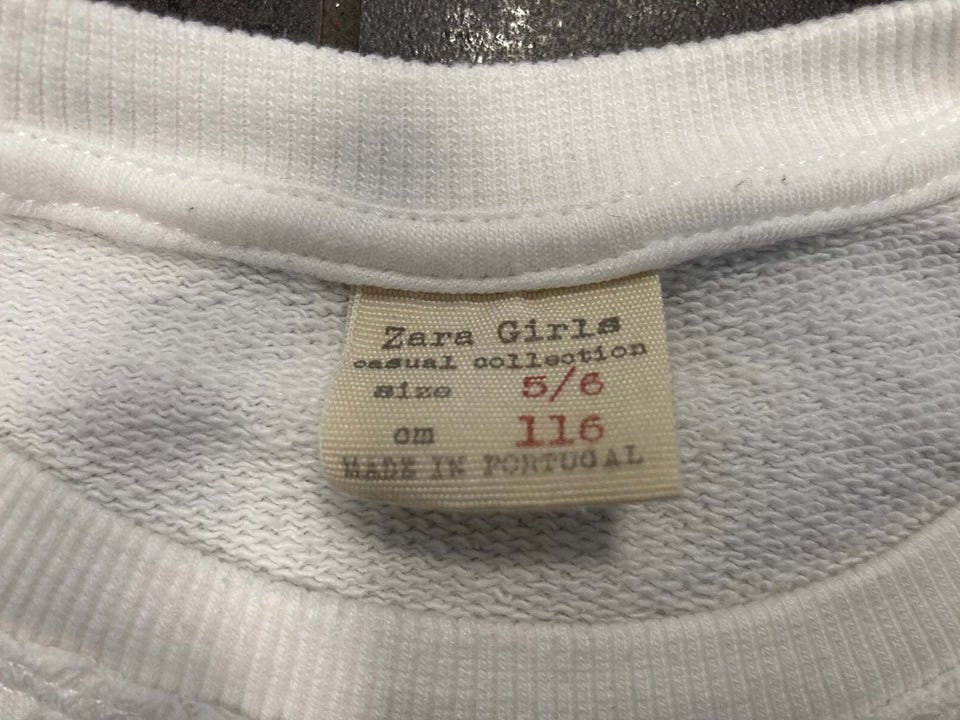 Zara Girls
casual collection
size 5/6
cm 116
MADE IN PORTUGAL